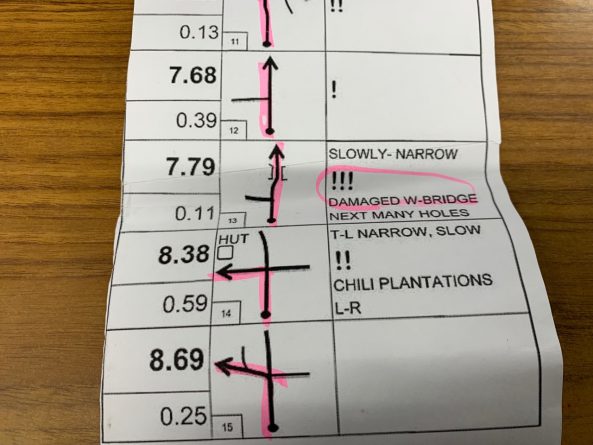 !!
0.13
11
7.68
!
0.39
12
7.79
SLOWLY- NARROW
!!!
DAMAGED W-BRIDGE
0.11
13
NEXT MANY HOLES
8.38
HUT
T-L NARROW, SLOW
!!
CHILI PLANTATIONS
0.59
14
L-R
8.69
0.25
15